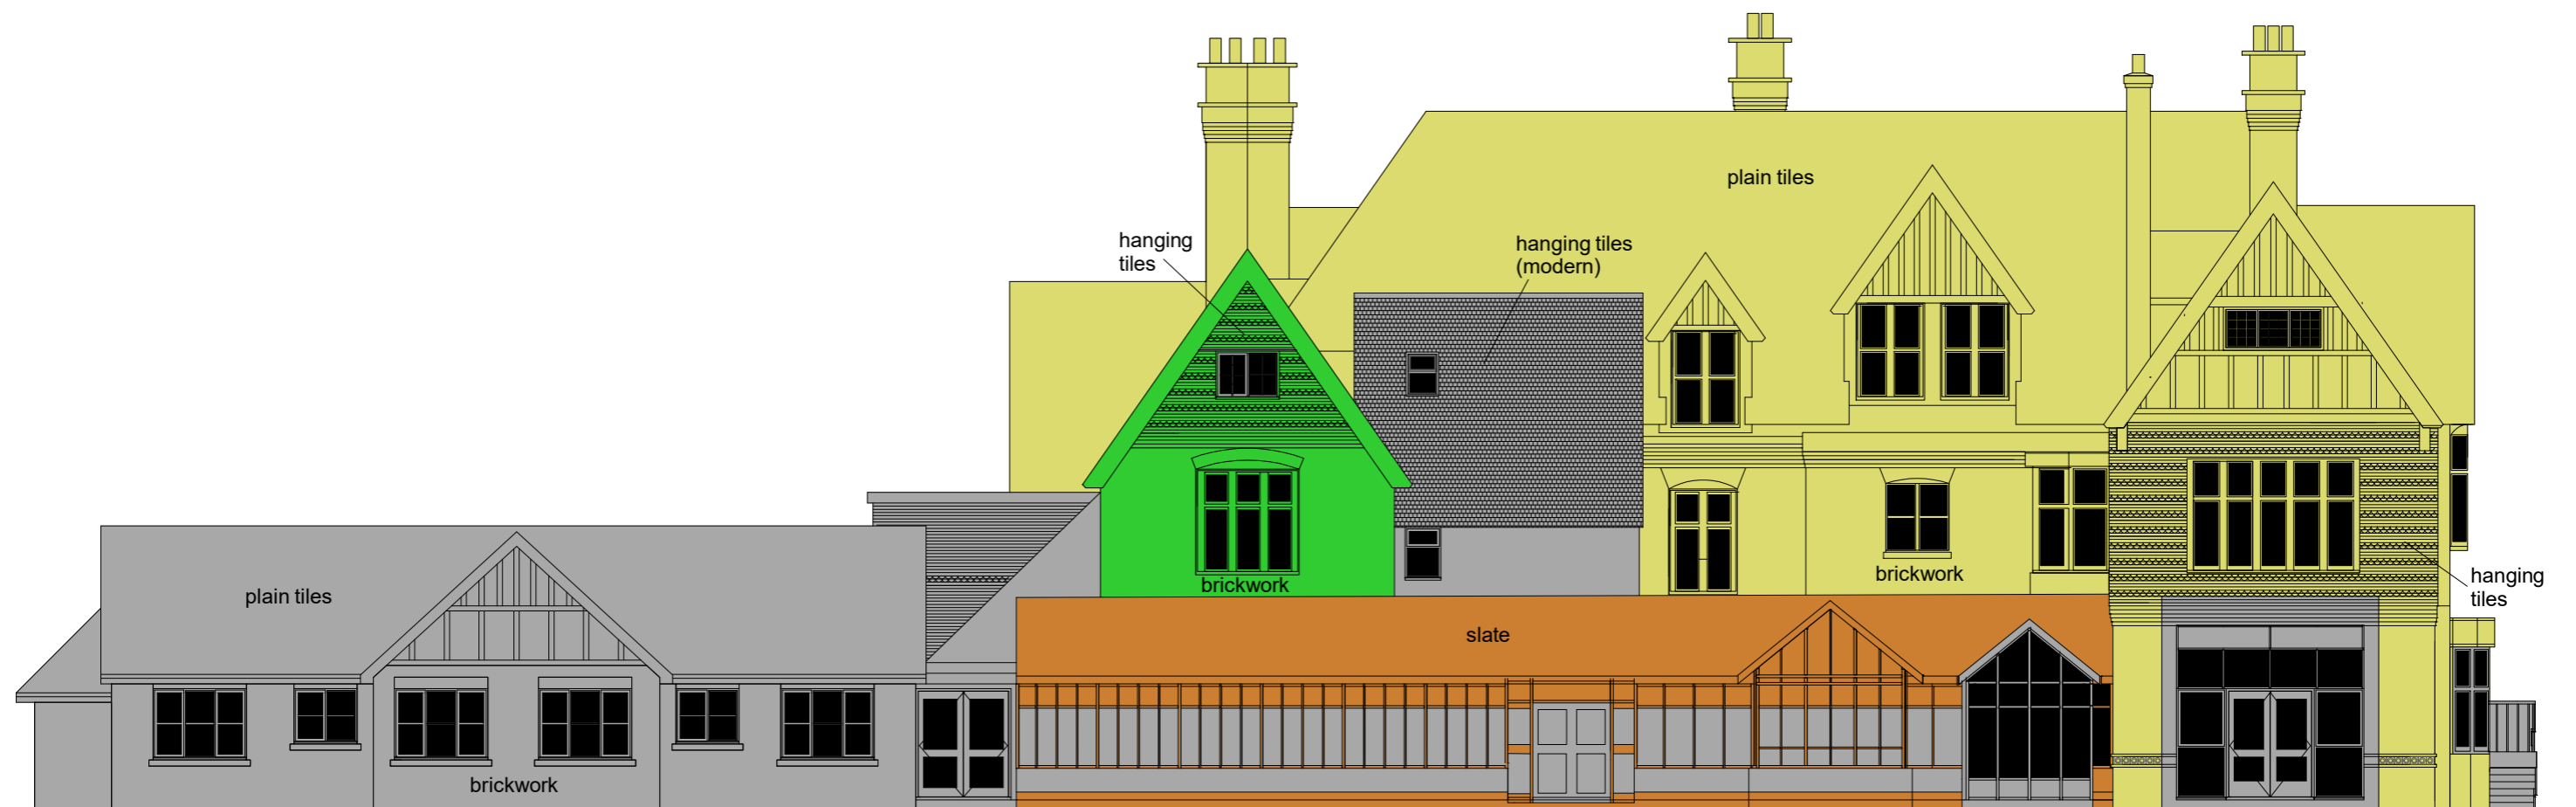 plain tiles
hanging
tiles
hanging tiles
(modern)
brickwork
brickwork
hanging
tiles
plain tiles
slate
brickwork